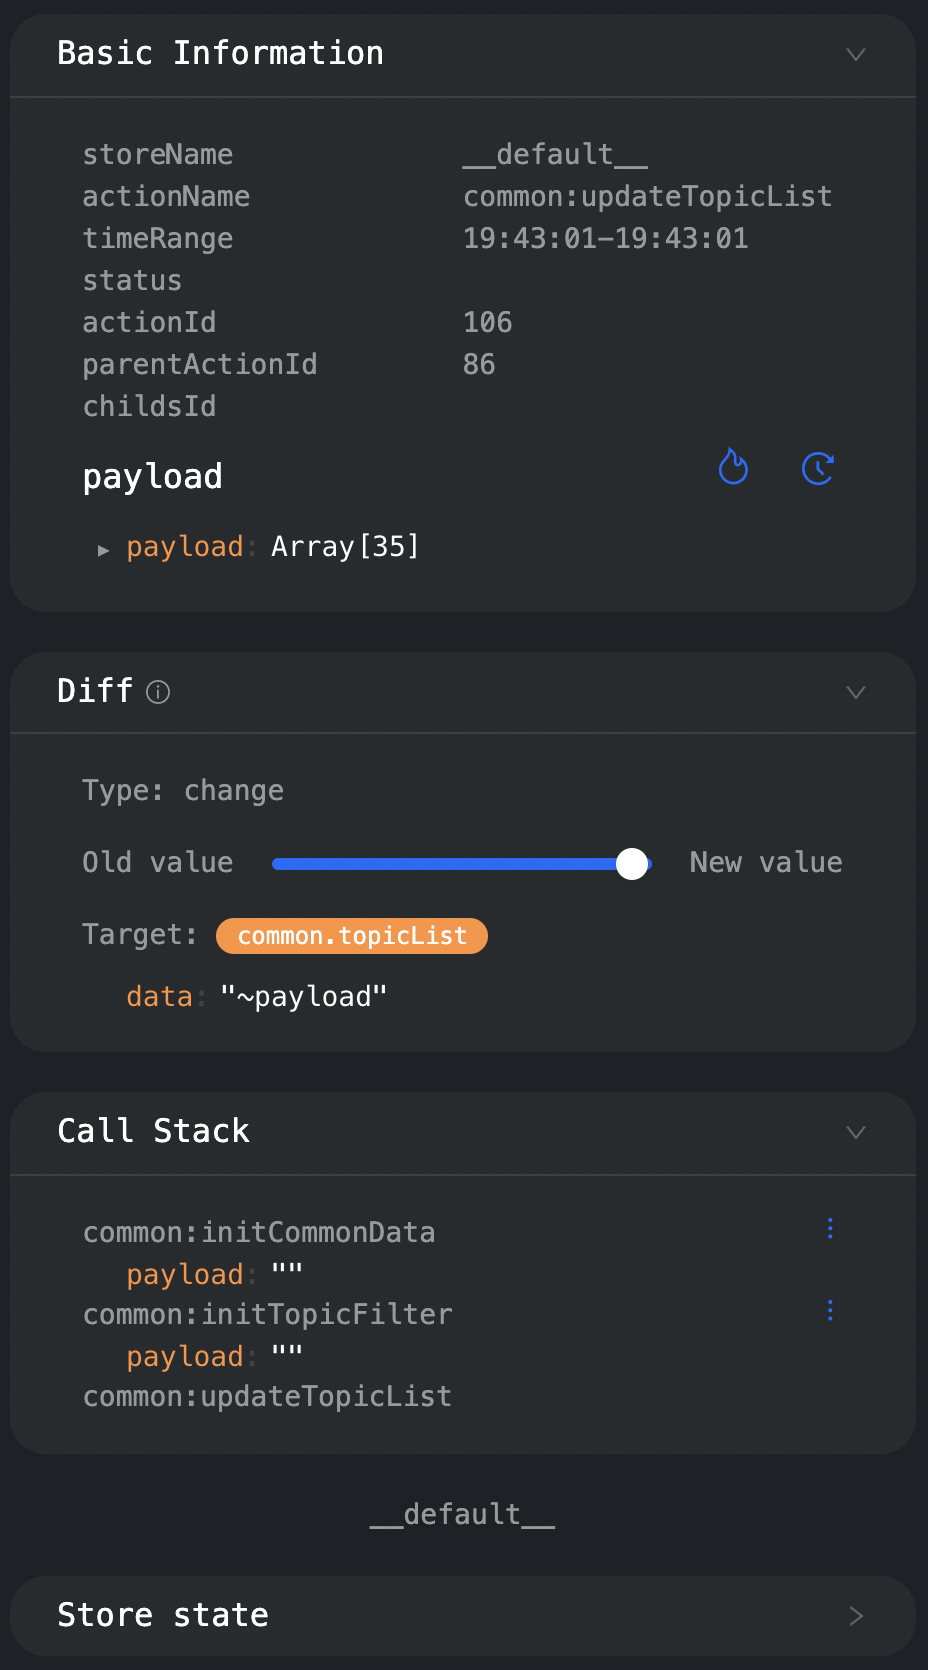 Basic Information
storeName __default__
actionName common:updateTopicList
timeRange 19:43:01-19:43:01
status
actionId 106
parentActionId 86
childsId
payload
payload: Array[35]
Diff
Type: change
Old value New value
Target: common.topicList
data: "~payload"
Call Stack
common:initCommonData
payload: ""
common:initTopicFilter
payload: ""
common:updateTopicList
__default__
Store state